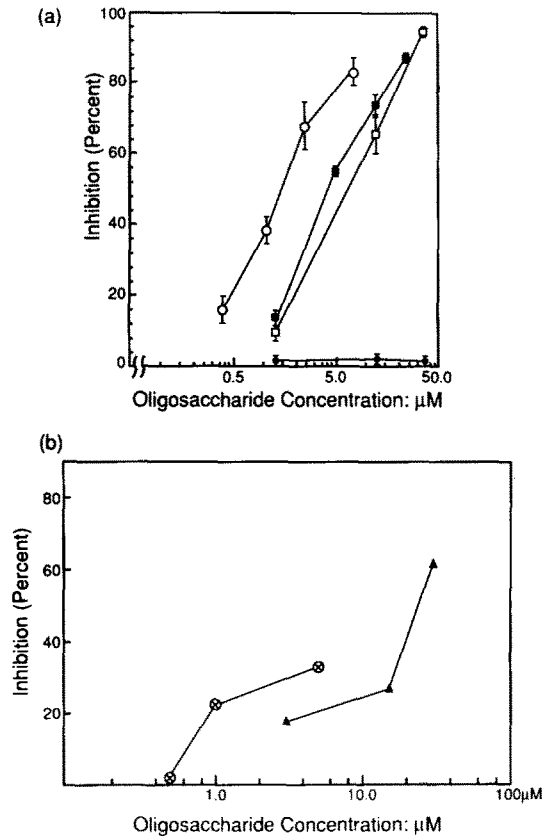 (a)
100
80
60
40
20
0
Inhibition (Percent)
0.5
5.0
50.0
Oligosaccharide Concentration: μM
(b)
80
60
40
20
Inhibition (Percent)
1.0
10.0
100μM
Oligosaccharide Concentration: μM